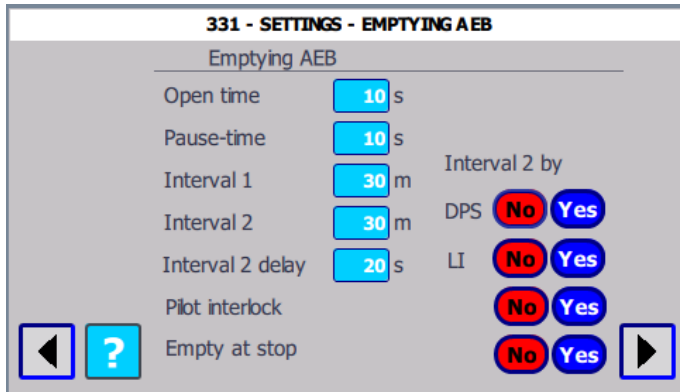 331 - SETTINGS - EMPTYING AEB
Emptying AEB
Open time 10 s
Pause-time 10 s
Interval 1 30 m
Interval 2 by
Interval 2 30 m
DPS No Yes
Interval 2 delay 20 s
LI No Yes
Pilot interlock No Yes
Empty at stop No Yes
?